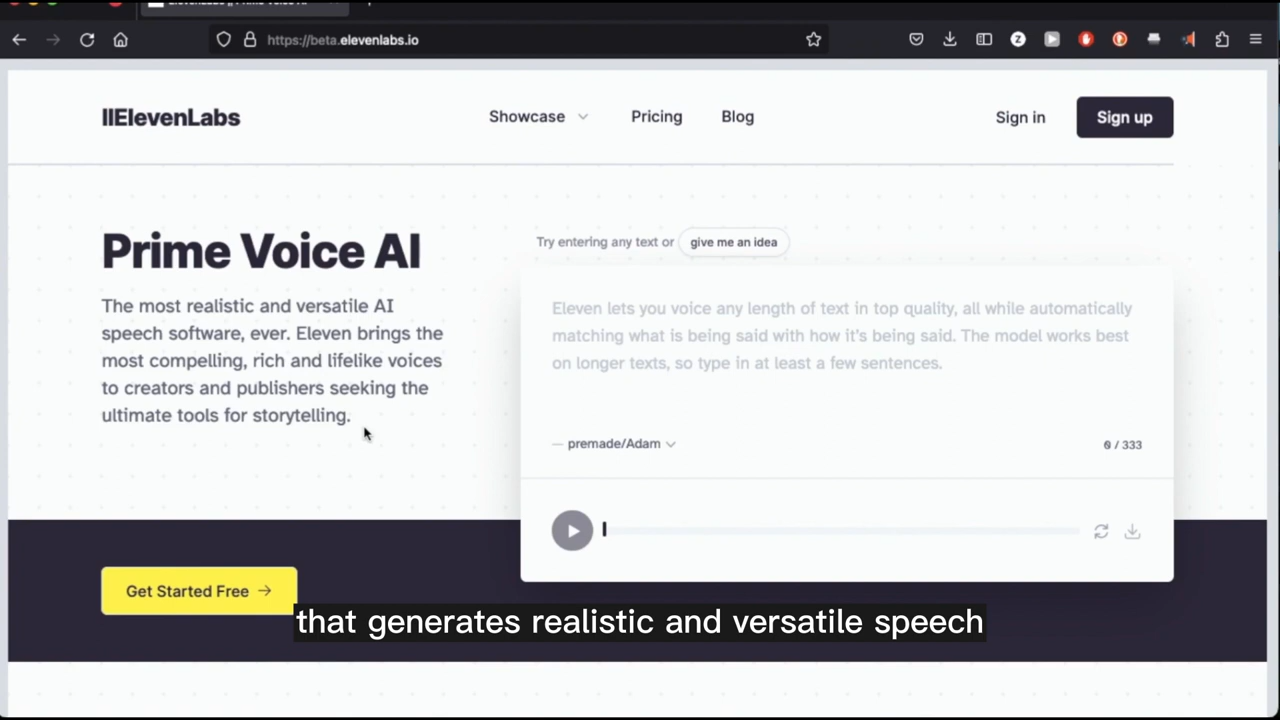 https://beta.elevenlabs.io
IIElevenLabs
Showcase
Pricing
Blog
Sign in
Sign up
Prime Voice AI
The most realistic and versatile AI
speech software, ever. Eleven brings the
most compelling, rich and lifelike voices
to creators and publishers seeking the
ultimate tools for storytelling.
Get Started Free →
Try entering any text or give me an idea
Eleven lets you voice any length of text in top quality, all while automatically
matching what is being said with how it's being said. The model works best
on longer texts, so type in at least a few sentences.
— premade/Adam
0 / 333
that generates realistic and versatile speech